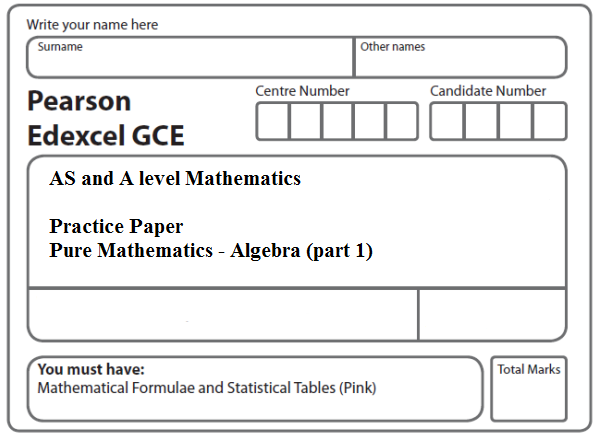 Write your name here
Surname
Other names
Pearson
Edexcel GCE
Centre Number
Candidate Number
AS and A level Mathematics
Practice Paper
Pure Mathematics - Algebra (part 1)
You must have:
Mathematical Formulae and Statistical Tables (Pink)
Total Marks